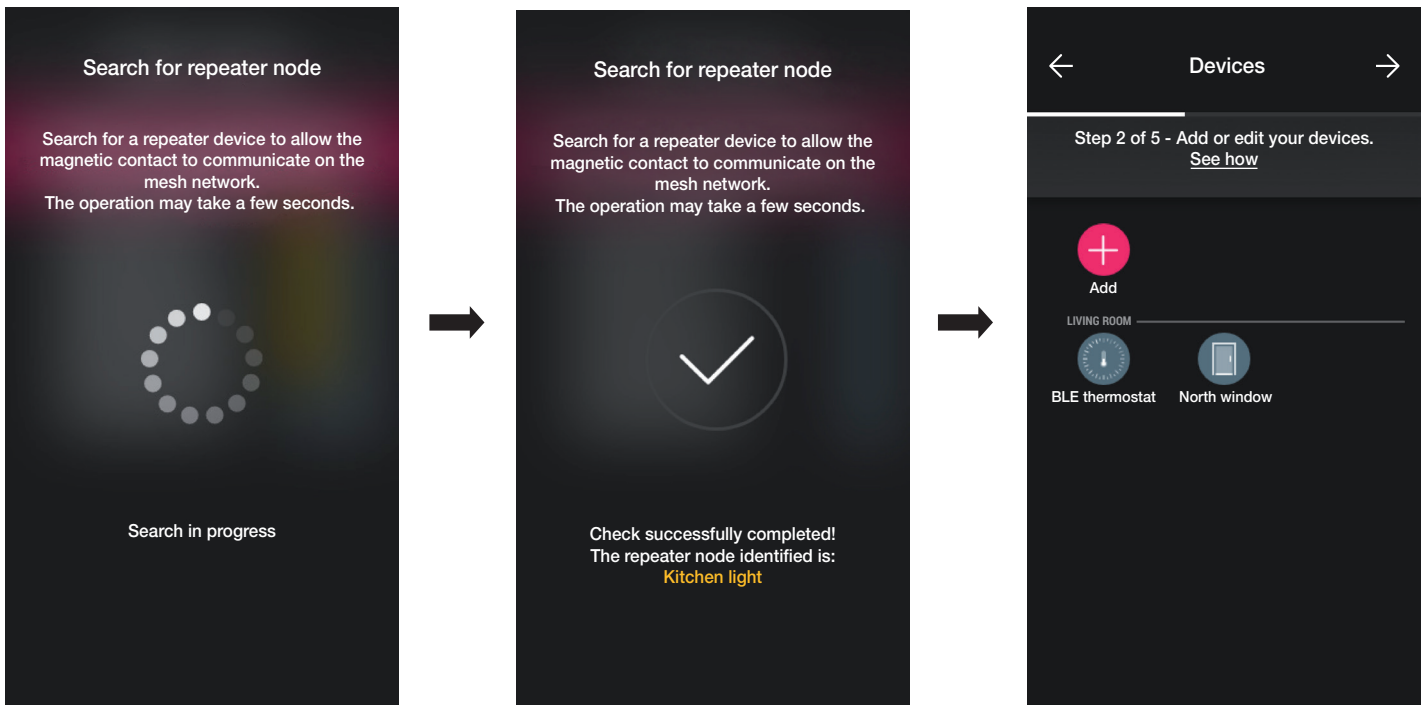 Search for repeater node
Search for a repeater device to allow the
magnetic contact to communicate on the
mesh network.
The operation may take a few seconds.
Search in progress
Search for repeater node
Search for a repeater device to allow the
magnetic contact to communicate on the
mesh network.
The operation may take a few seconds.
Check successfully completed!
The repeater node identified is:
Kitchen light
Devices
Step 2 of 5 - Add or edit your devices.
See how
Add
LIVING ROOM
BLE thermostat North window